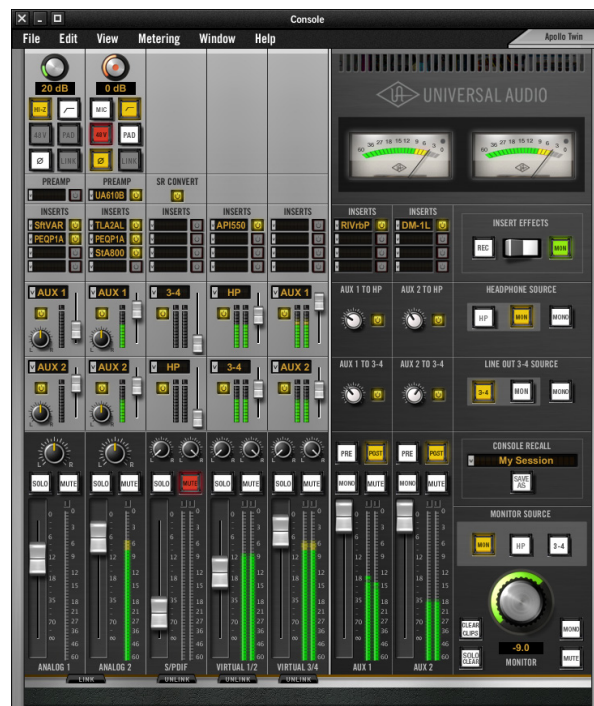 Console
File Edit View Metering Window Help
Apollo Twin
20 dB 0 dB
UNIVERSAL AUDIO
HI-Z MIC
48V PAD 48V PAD
Ø LINK Ø LINK
PREAMP PREAMP SR CONVERT
UA610B
INSERTS INSERTS INSERTS INSERTS INSERTS INSERTS INSERTS
INSERT EFFECTS
SftVAR TLA2AL API550 RIVrbP DM-1L
PEQP1A PEQP1A
StA800
REC MON
AUX 1 AUX 1 3-4 HP AUX 1
AUX 1 TO HP AUX 2 TO HP HEADPHONE SOURCE
HP MON MONO
AUX 2 AUX 2 HP 3-4 AUX 2
AUX 1 TO 3-4 AUX 2 TO 3-4 LINE OUT 3-4 SOURCE
3-4 MON MONO
CONSOLE RECALL
PRE POST PRE POST
My Session
SOLO MUTE SOLO MUTE SOLO MUTE SOLO MUTE SOLO MUTE MONO MUTE MONO MUTE
SAVE AS
MONITOR SOURCE
MON HP 3-4
CLEAR CLIPS
MONO
-9.0
SOLO CLEAR
MONITOR
MUTE
ANALOG 1 ANALOG 2 S/PDIF VIRTUAL 1/2 VIRTUAL 3/4 AUX 1 AUX 2
LINK UNLINK UNLINK UNLINK